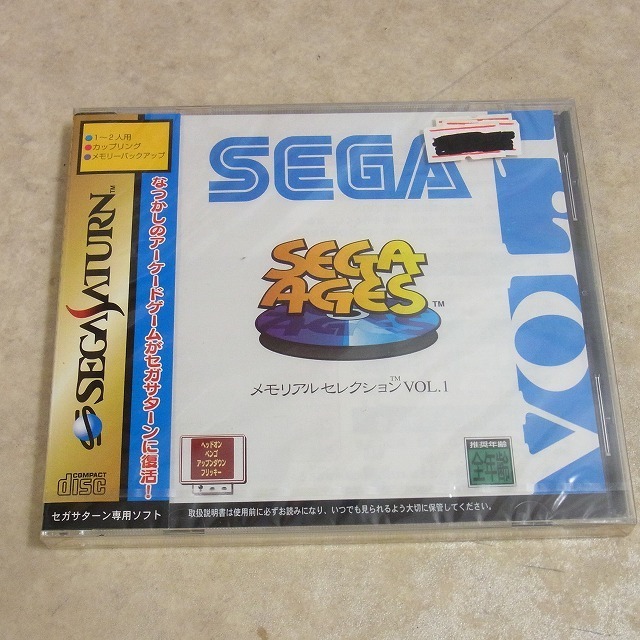 1～2人用
カップリング
メモリーバックアップ
SEGA SATURN™
なつかしのアーケードゲームがセガサターンに復活！
COMPACT
disc
SEGA
SEGA
AGES™
AGES
メモリアルセレクション™VOL.1
VOL.1
ヘッドオン
ペンゴ
アップンダウン
フリッキー
推奨年齢
全年齢
セガサターン専用ソフト
取扱説明書は使用前に必ずお読みになり、いつでも見られるよう大切に保管してください。